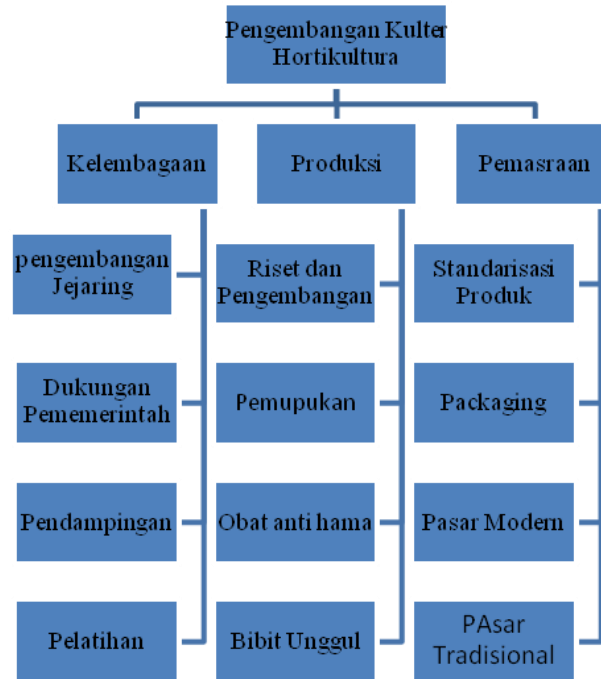 Pengembangan Kulter
Hortikultura
Kelembagaan
Produksi
Pemasraan
pengembangan
Jejaring
Riset dan
Pengembangan
Standarisasi
Produk
Dukungan
Pememerintah
Pemupukan
Packaging
Pendampingan
Obat anti hama
Pasar Modern
Pelatihan
Bibit Unggul
PAsar
Tradisional